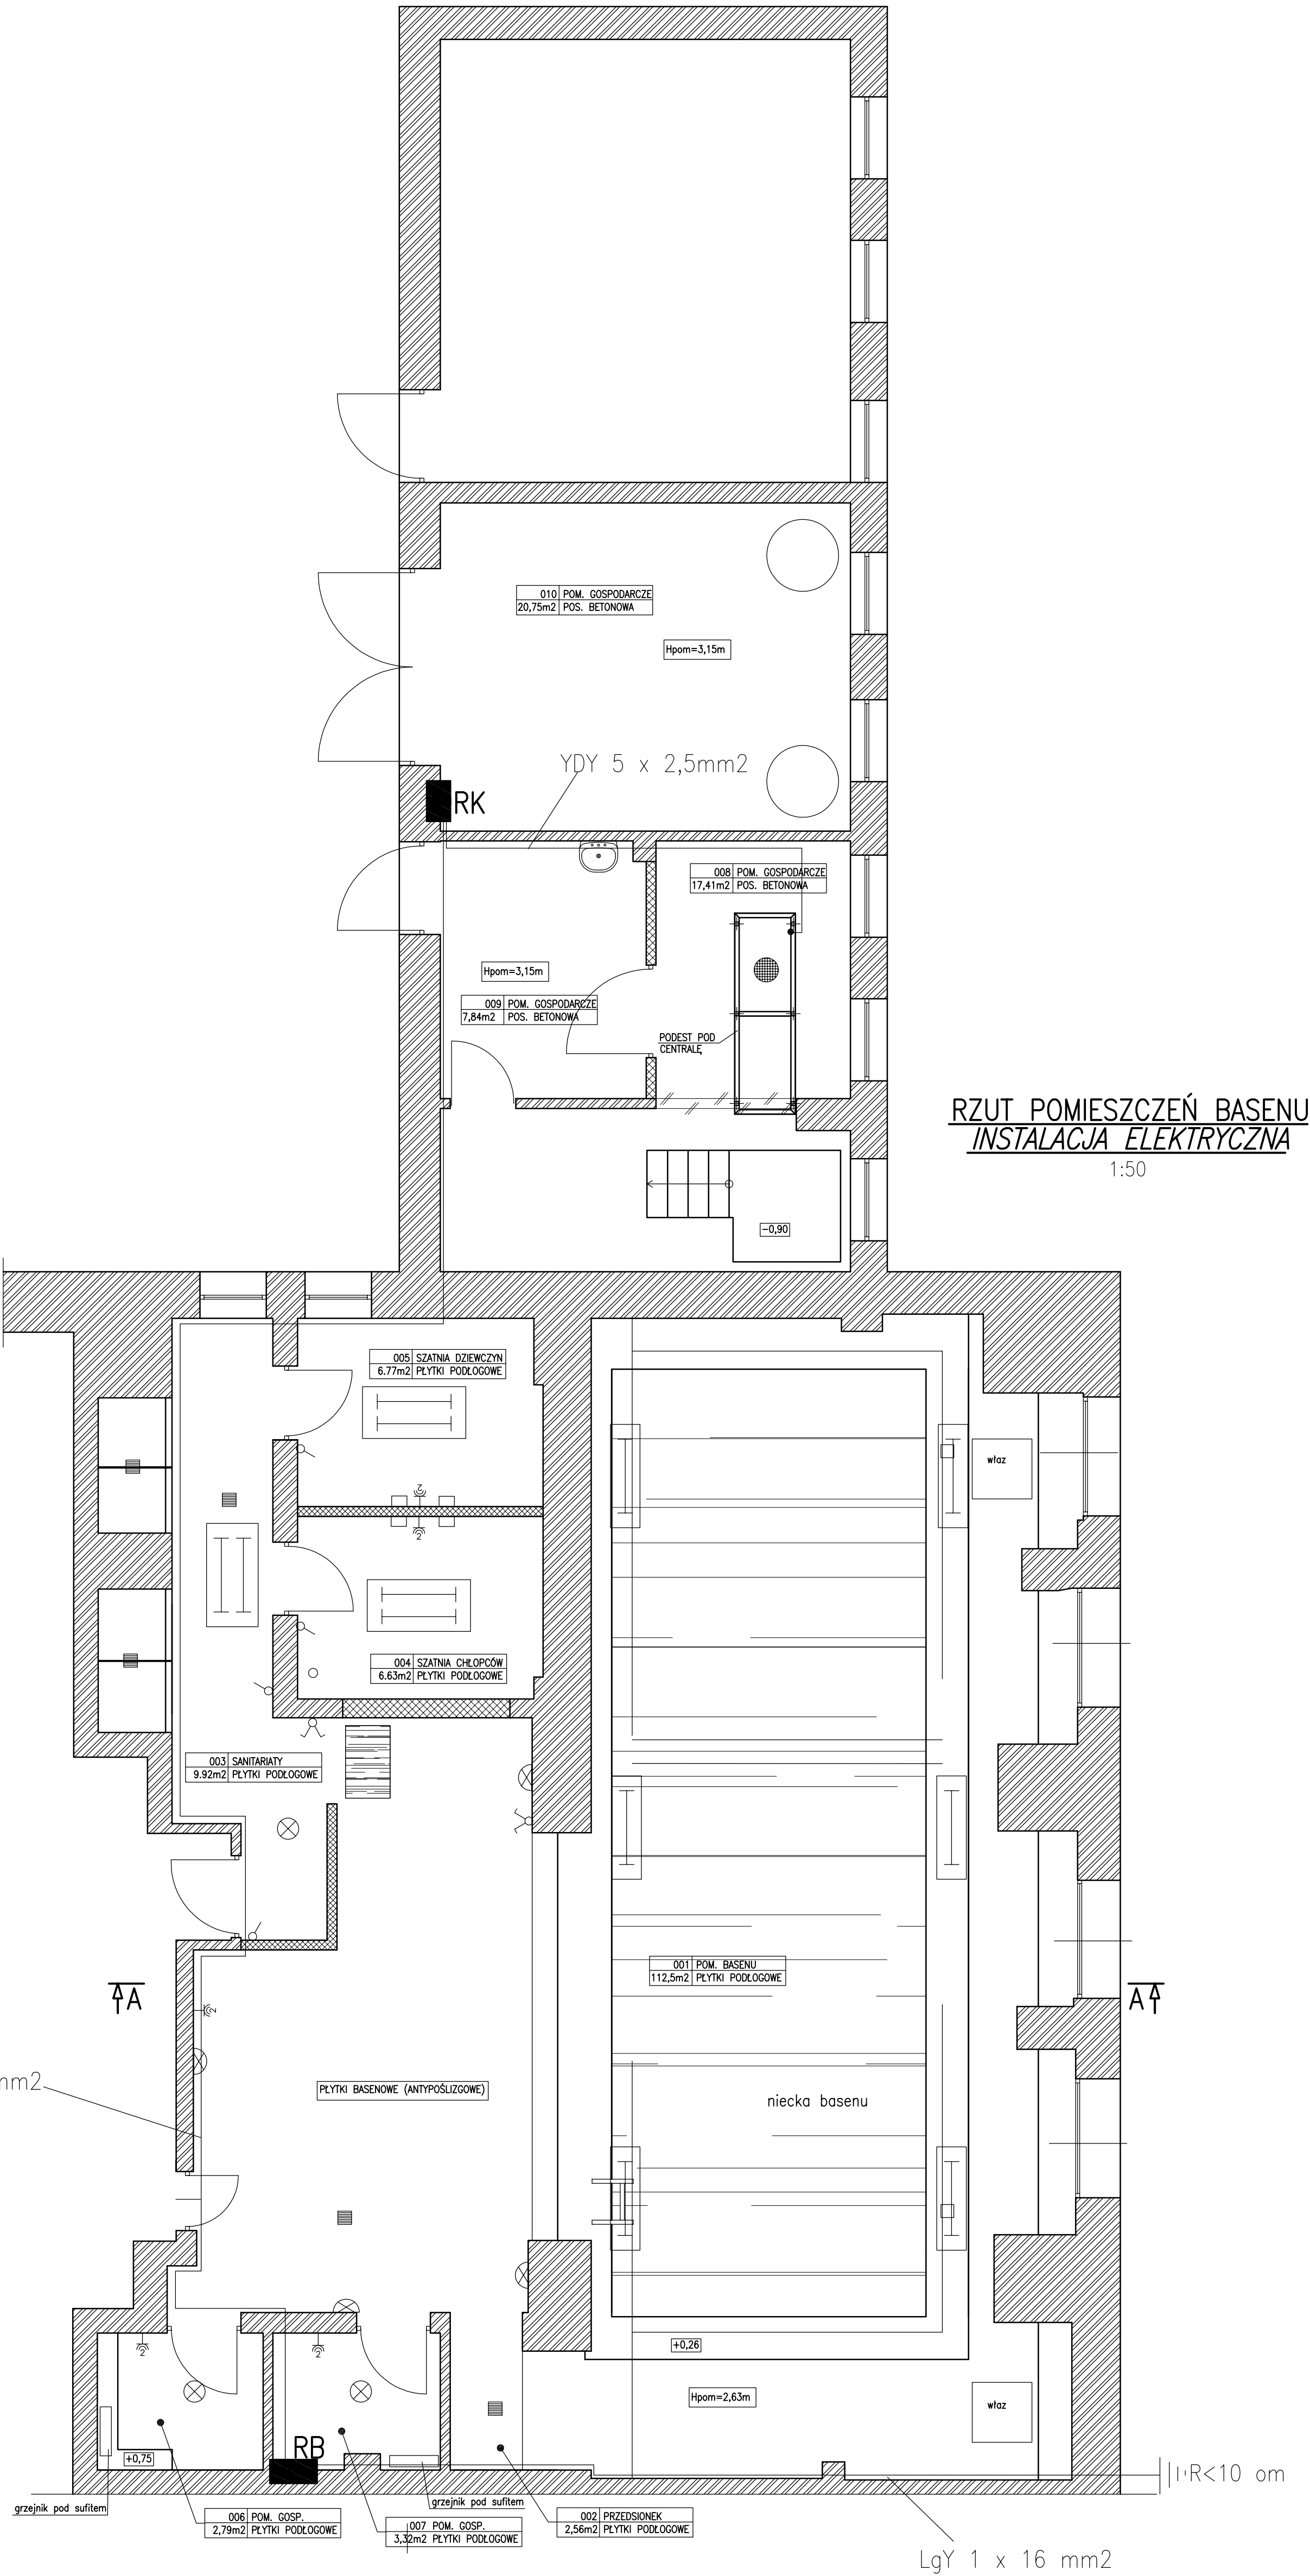 010 POM. GOSPODARCZE
20,75m2 POS. BETONOWA
Hpom=3,15m
YDY 5 x 2,5mm2
RK
008 POM. GOSPODARCZE
17,41m2 POS. BETONOWA
Hpom=3,15m
009 POM. GOSPODARCZE
7,84m2 POS. BETONOWA
PODEST POD
CENTRALĘ
RZUT POMIESZCZEŃ BASENU
INSTALACJA ELEKTRYCZNA
1:50
-0,90
005 SZATNIA DZIEWCZYN
6.77m2 PŁYTKI PODŁOGOWE
właz
2
2
004 SZATNIA CHŁOPCÓW
6.63m2 PŁYTKI PODŁOGOWE
003 SANITARIATY
9.92m2 PŁYTKI PODŁOGOWE
001 POM. BASENU
112,5m2 PŁYTKI PODŁOGOWE
A
A
2
mm2
PŁYTKI BASENOWE (ANTYPOŚLIZGOWE)
niecka basenu
2
2
+0,26
Hpom=2,63m
właz
RB
+0,75
R<10 om
grzejnik pod sufitem
grzejnik pod sufitem
006 POM. GOSP.
2,79m2 PŁYTKI PODŁOGOWE
007 POM. GOSP.
3,32m2 PŁYTKI PODŁOGOWE
002 PRZEDSIONEK
2,56m2 PŁYTKI PODŁOGOWE
LgY 1 x 16 mm2